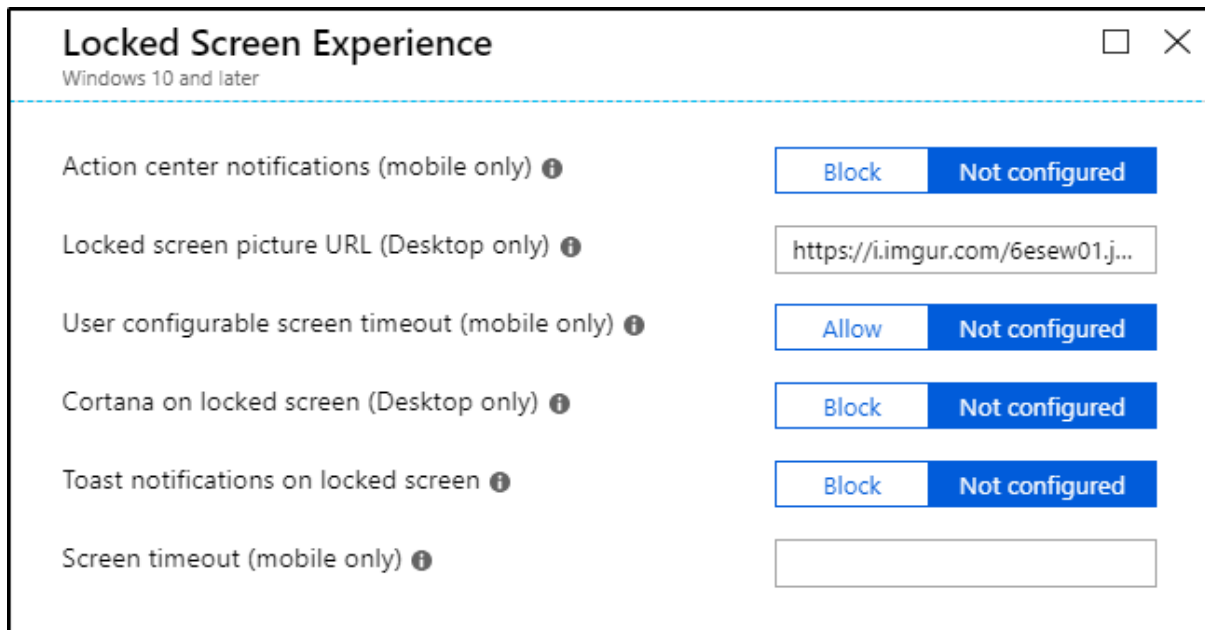 Locked Screen Experience
Windows 10 and later
Action center notifications (mobile only)
Block Not configured
Locked screen picture URL (Desktop only)
https://i.imgur.com/6esew01.j...
User configurable screen timeout (mobile only)
Allow Not configured
Cortana on locked screen (Desktop only)
Block Not configured
Toast notifications on locked screen
Block Not configured
Screen timeout (mobile only)